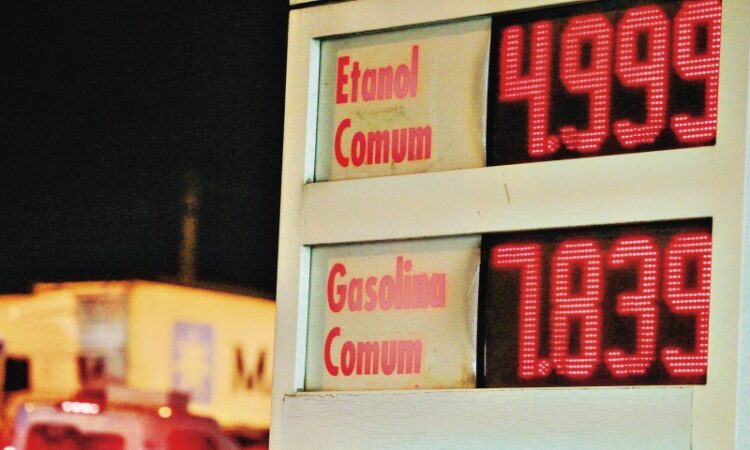 Etanol
Comum
4.999
Gasolina
Comum
7.839